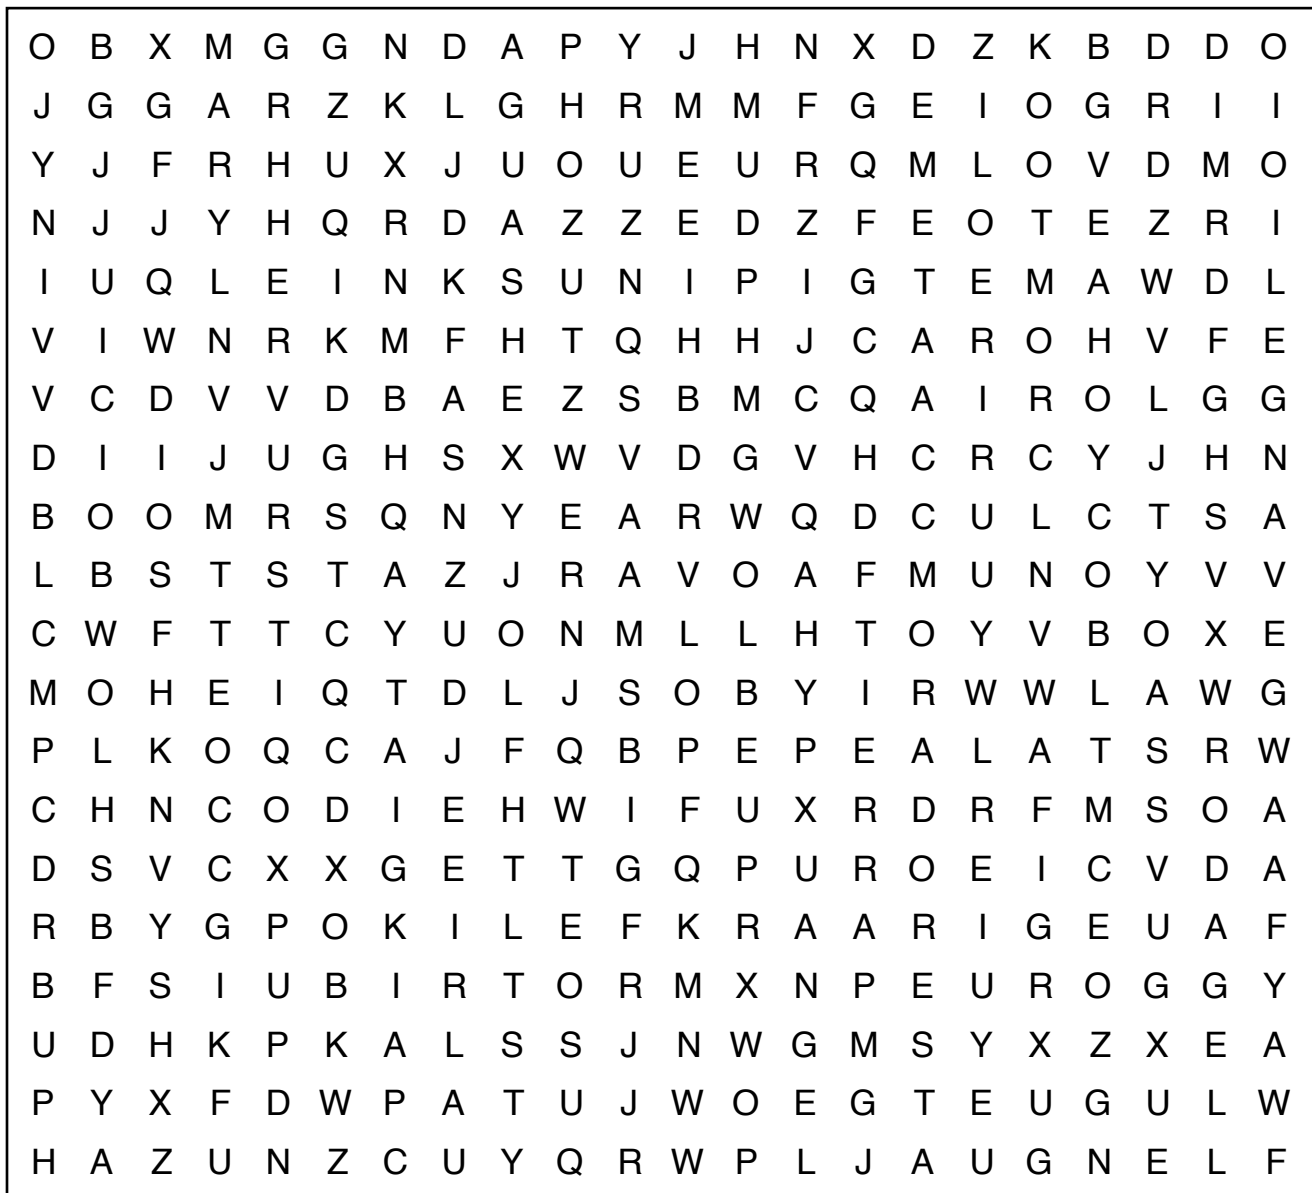 O B X M G G N D A P Y J H N X D Z K B D D O
J G G A R Z K L G H R M M F G E I O G R I I
Y J F R H U X J U O U E U R Q M L O V D M O
N J J Y H Q R D A Z Z E D Z F E O T E Z R I
I U Q L E I N K S U N I P I G T E M A W D L
V I W N R K M F H T Q H H J C A R O H V F E
V C D V V D B A E Z S B M C Q A I R O L G G
D I I J U G H S X W V D G V H C R C Y J H N
B O O M R S Q N Y E A R W Q D C U L C T S A
L B S T S T A Z J R A V O A F M U N O Y V V
C W F T T C Y U O N M L L H T O Y V B O X E
M O H E I Q T D L J S O B Y I R W W L A W G
P L K O Q C A J F Q B P E P E A L A T S R W
C H N C O D I E H W I F U X R D R F M S O A
D S V C X X G E T T G Q P U R O E I C V D A
R B Y G P O K I L E F K R A A R I G E U A F
B F S I U B I R T O R M X N P E U R O G G Y
U D H K P K A L S S J N W G M S Y X Z X E A
P Y X F D W P A T U J W O E G T E U G U L W
H A Z U N Z C U Y Q R W P L J A U G N E L F